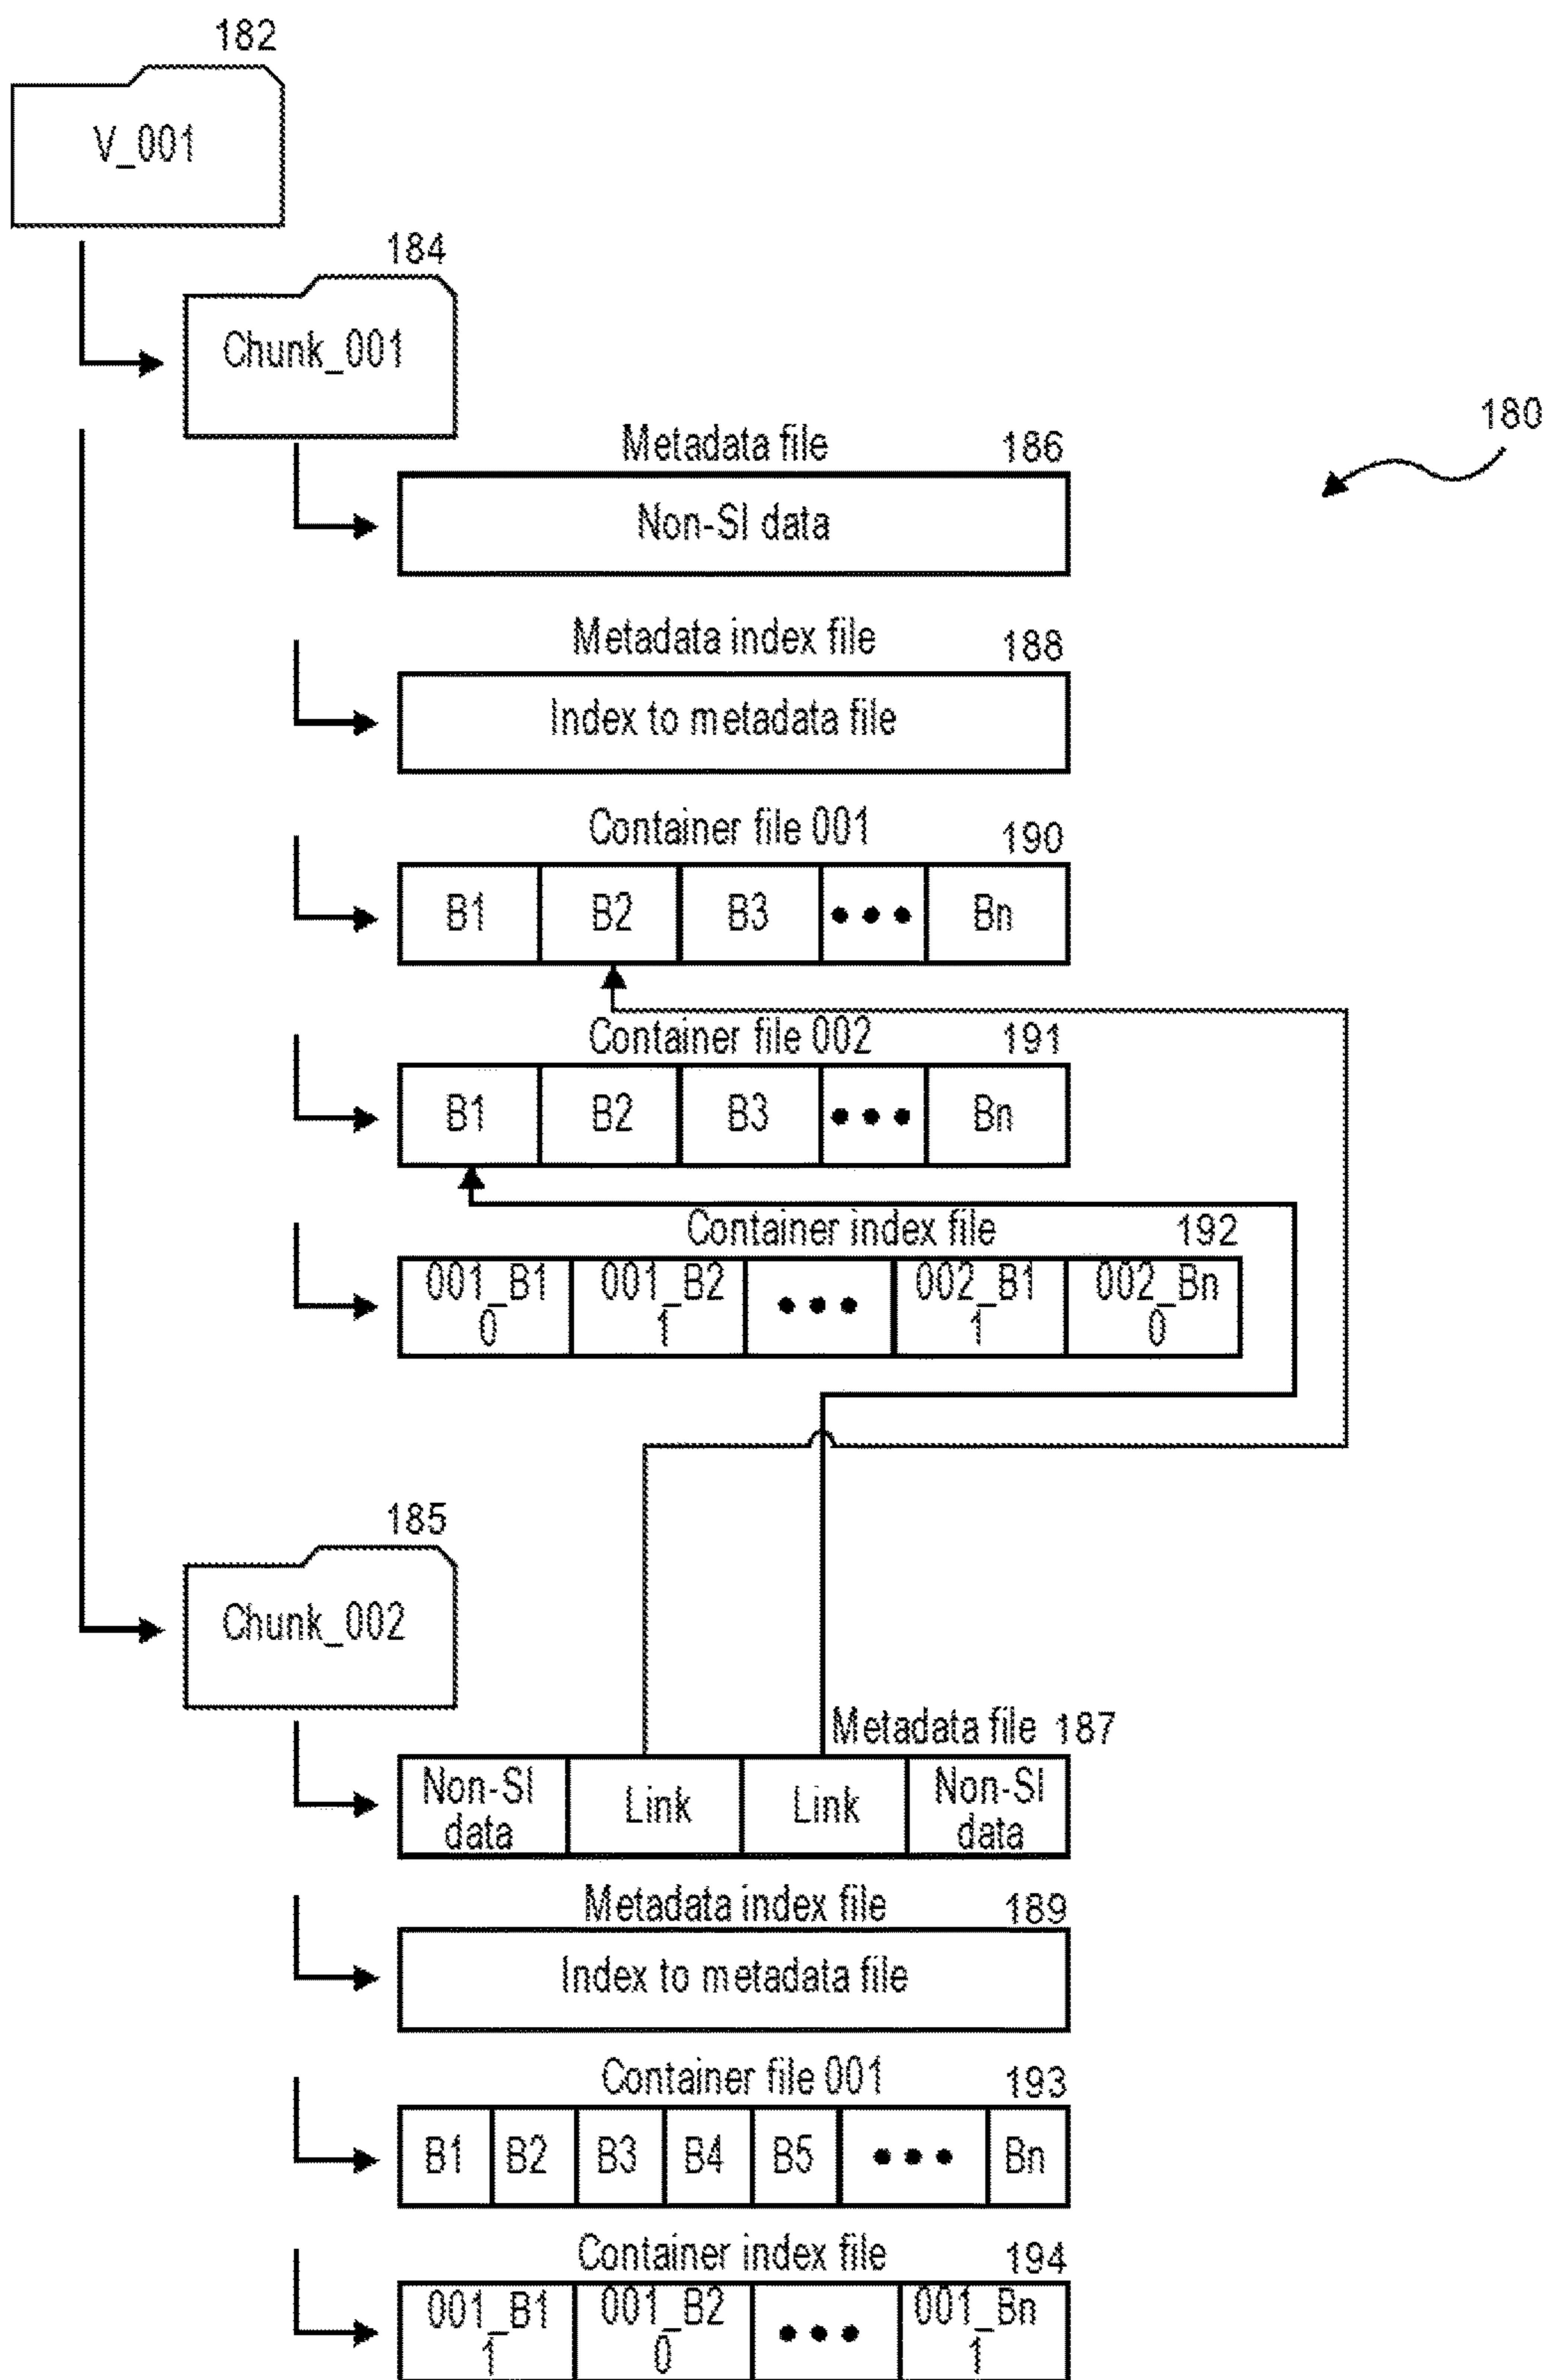 182
V_001
184
Chunk_001
180
Metadata file 186
Non-SI data
Metadata index file 188
Index to metadata file
Container file 001 190
B1 B2 B3 ••• Bn
Container file 002 191
B1 B2 B3 ••• Bn
Container index file 192
001_B1 001_B2 ••• 002_B1 002_Bn
0 1 1 0
185
Chunk_002
Metadata file 187
Non-SI Link Link Non-SI
data data
Metadata index file 189
Index to metadata file
Container file 001 193
B1 B2 B3 B4 B5 ••• Bn
Container index file 194
001_B1 001_B2 ••• 001_Bn
1 0 1